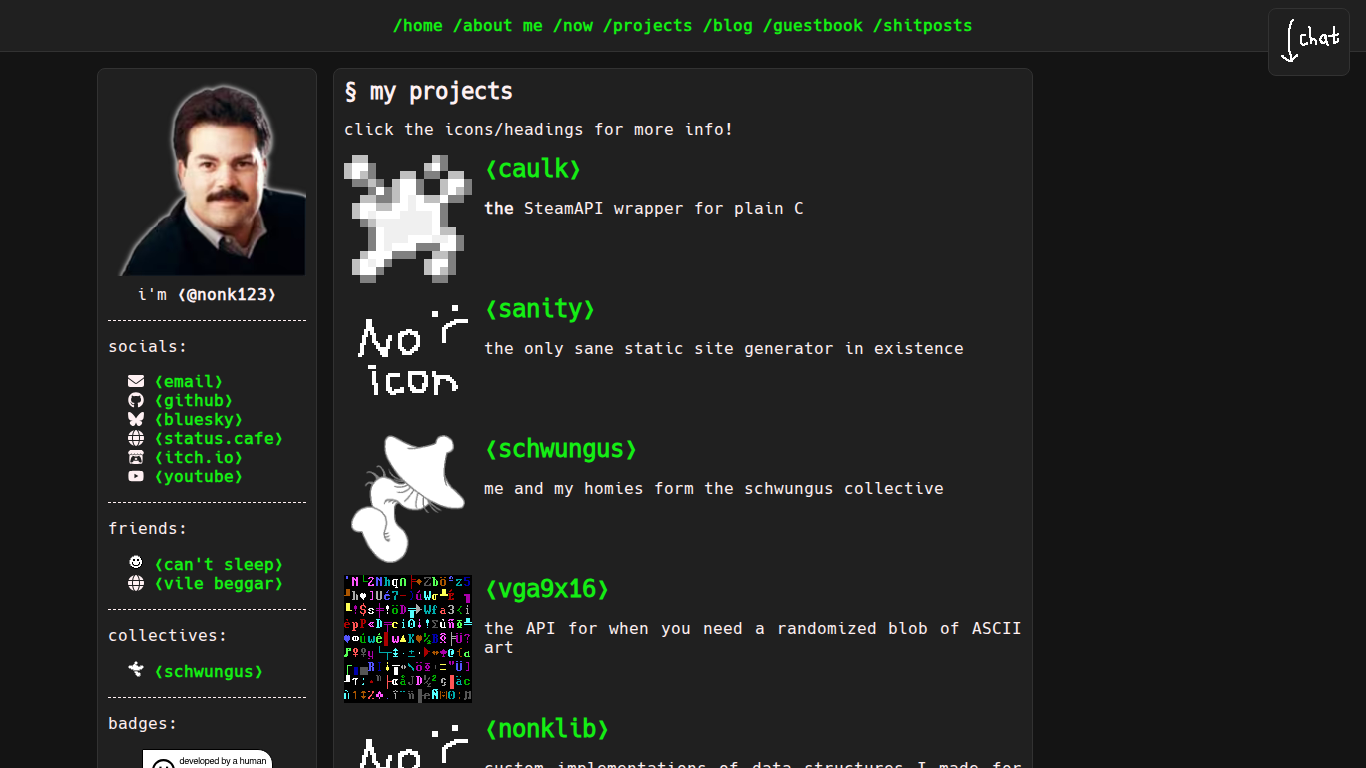 /home /about me /now /projects /blog /guestbook /shitposts
chat
i'm ❬@nonk123❭
socials:
❬email❭
❬github❭
❬bluesky❭
❬status.cafe❭
❬itch.io❭
❬youtube❭
friends:
❬can't sleep❭
❬vile beggar❭
collectives:
❬schwungus❭
badges:
developed by a human
§ my projects
click the icons/headings for more info!
❬caulk❭
the SteamAPI wrapper for plain C
No :(
icon
❬sanity❭
the only sane static site generator in existence
❬schwungus❭
me and my homies form the schwungus collective
❬vga9x16❭
the API for when you need a randomized blob of ASCII
art
No :(
❬nonklib❭
custom implementations of data structures I made for